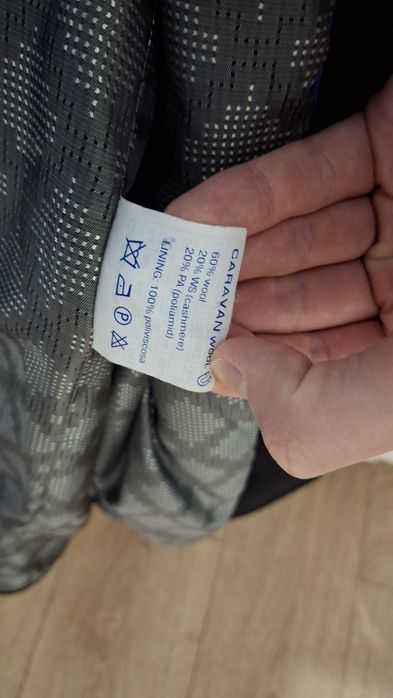 CARAVAN WOOL
60% wool
20% WS (cashmere)
20% PA (poliamid)
LINING: 100% poliviscosa
P